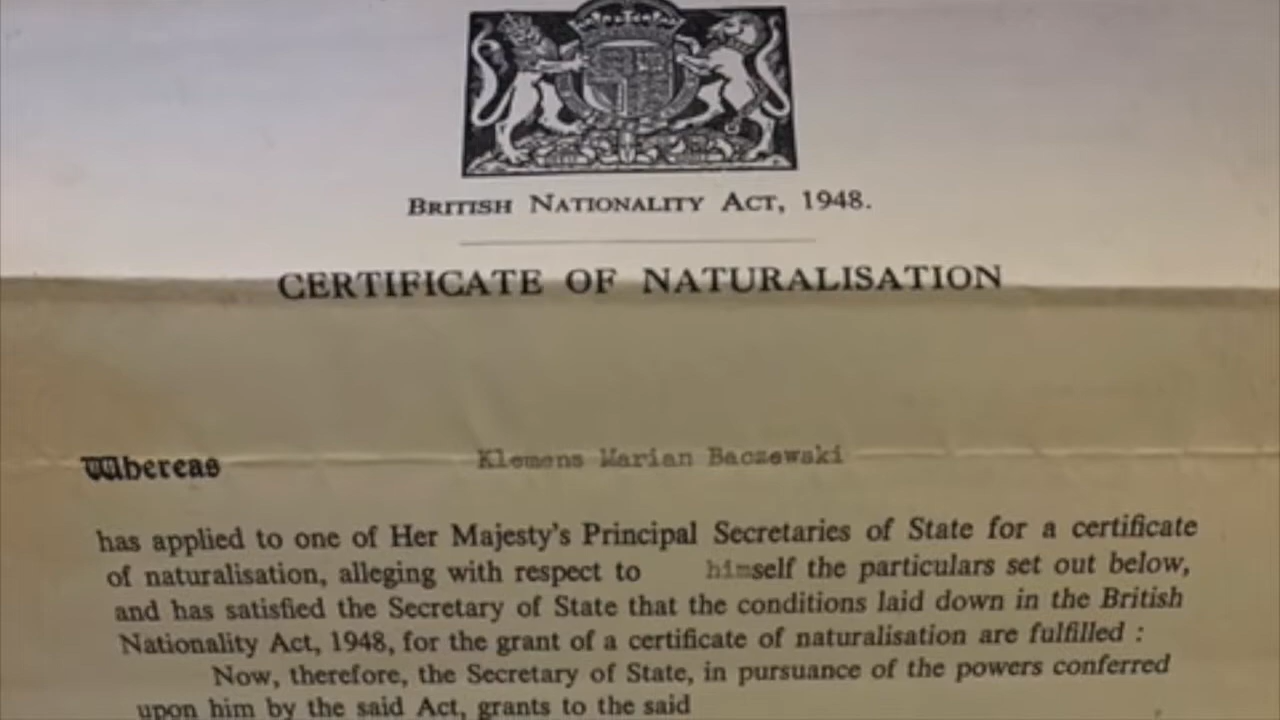 BRITISH NATIONALITY ACT, 1948.
CERTIFICATE OF NATURALISATION
Whereas Klemens Marian Baczewski
has applied to one of Her Majesty's Principal Secretaries of State for a certificate
of naturalisation, alleging with respect to himself the particulars set out below,
and has satisfied the Secretary of State that the conditions laid down in the British
Nationality Act, 1948, for the grant of a certificate of naturalisation are fulfilled :
Now, therefore, the Secretary of State, in pursuance of the powers conferred
upon him by the said Act, grants to the said